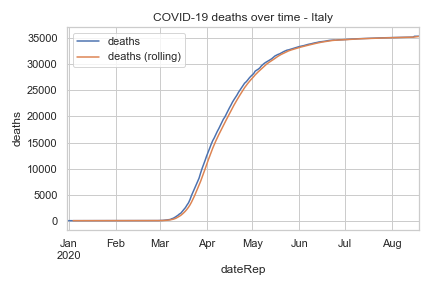 COVID-19 deaths over time - Italy
deaths
deaths (rolling)
35000
30000
25000
20000
15000
10000
5000
0
deaths
Jan Feb Mar Apr May Jun Jul Aug
2020
dateRep